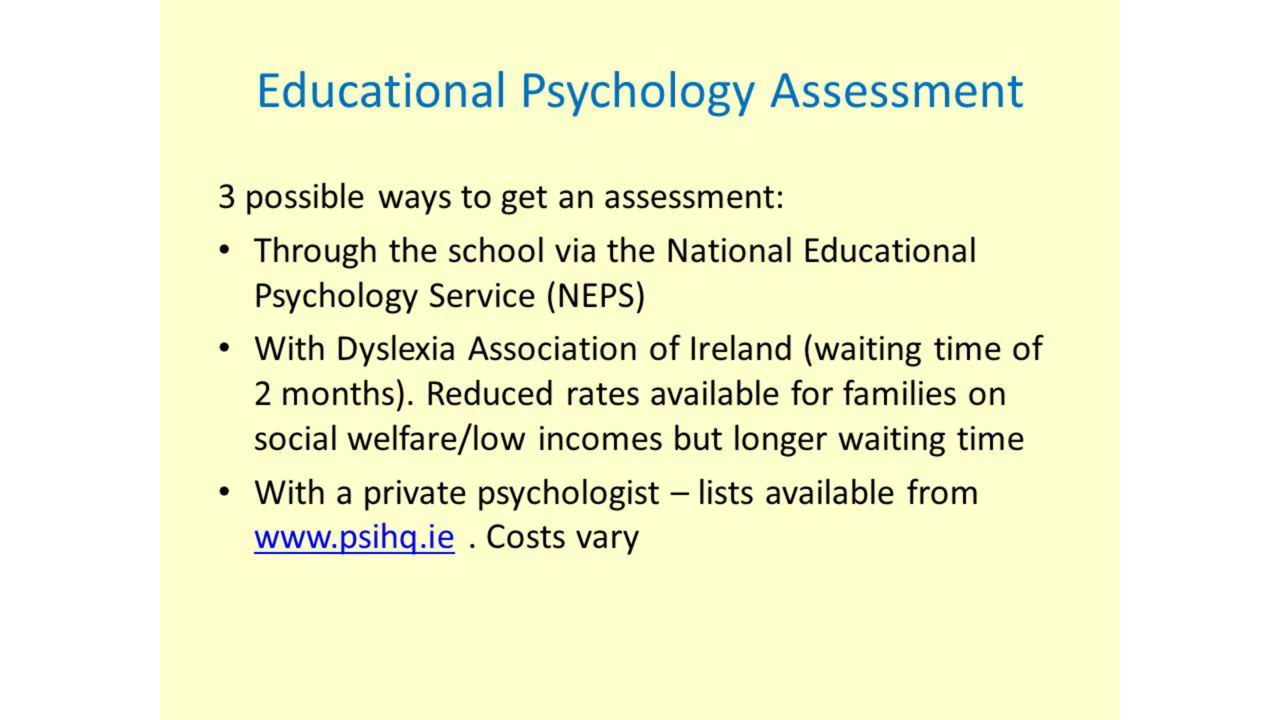 Educational Psychology Assessment
3 possible ways to get an assessment:
• Through the school via the National Educational
Psychology Service (NEPS)
• With Dyslexia Association of Ireland (waiting time of
2 months). Reduced rates available for families on
social welfare/low incomes but longer waiting time
• With a private psychologist – lists available from
www.psihq.ie . Costs vary